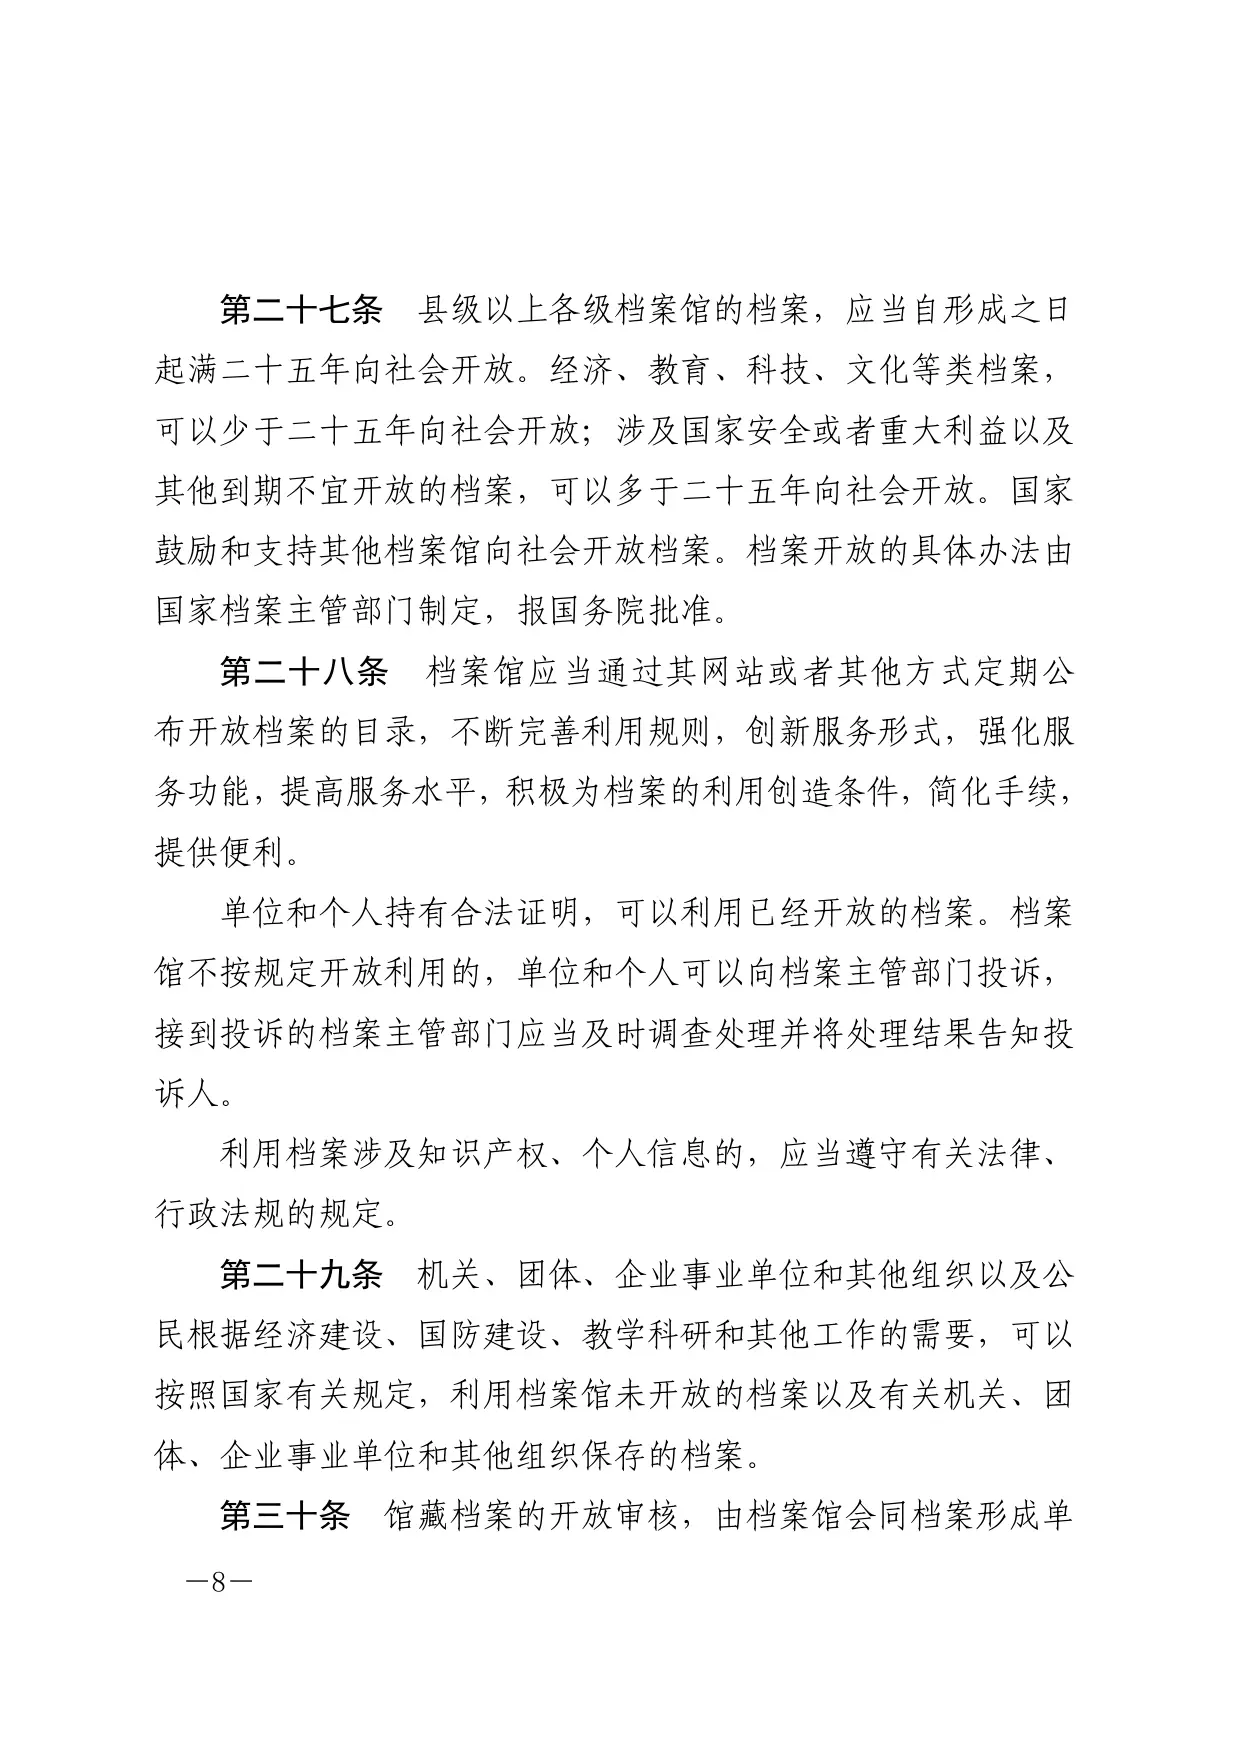 第二十七条　县级以上各级档案馆的档案，应当自形成之日
起满二十五年向社会开放。经济、教育、科技、文化等类档案，
可以少于二十五年向社会开放；涉及国家安全或者重大利益以及
其他到期不宜开放的档案，可以多于二十五年向社会开放。国家
鼓励和支持其他档案馆向社会开放档案。档案开放的具体办法由
国家档案主管部门制定，报国务院批准。
第二十八条　档案馆应当通过其网站或者其他方式定期公
布开放档案的目录，不断完善利用规则，创新服务形式，强化服
务功能，提高服务水平，积极为档案的利用创造条件，简化手续，
提供便利。
单位和个人持有合法证明，可以利用已经开放的档案。档案
馆不按规定开放利用的，单位和个人可以向档案主管部门投诉，
接到投诉的档案主管部门应当及时调查处理并将处理结果告知投
诉人。
利用档案涉及知识产权、个人信息的，应当遵守有关法律、
行政法规的规定。
第二十九条　机关、团体、企业事业单位和其他组织以及公
民根据经济建设、国防建设、教学科研和其他工作的需要，可以
按照国家有关规定，利用档案馆未开放的档案以及有关机关、团
体、企业事业单位和其他组织保存的档案。
第三十条　馆藏档案的开放审核，由档案馆会同档案形成单
—8—